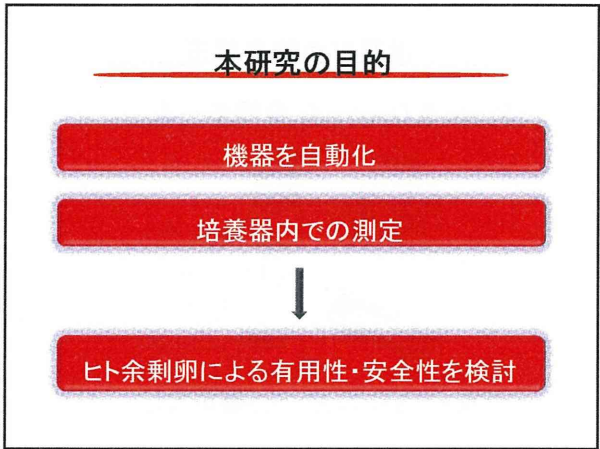 本研究の目的
機器を自動化
培養器内での測定
ヒト余剰卵による有用性・安全性を検討